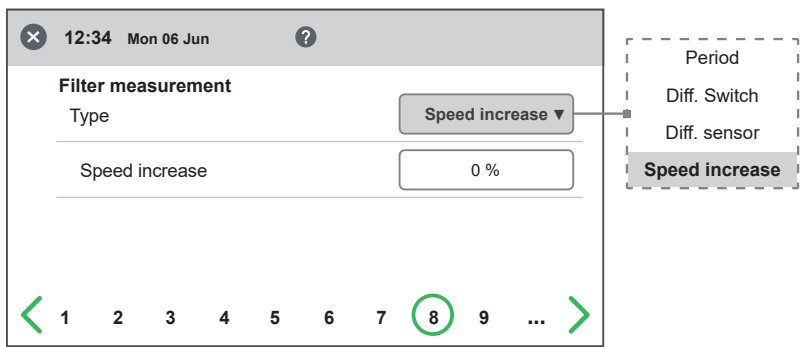 12:34 Mon 06 Jun ?
Filter measurement
Type Speed increase ▼
Speed increase 0 %
1 2 3 4 5 6 7 8 9 ...
Period
Diff. Switch
Diff. sensor
Speed increase